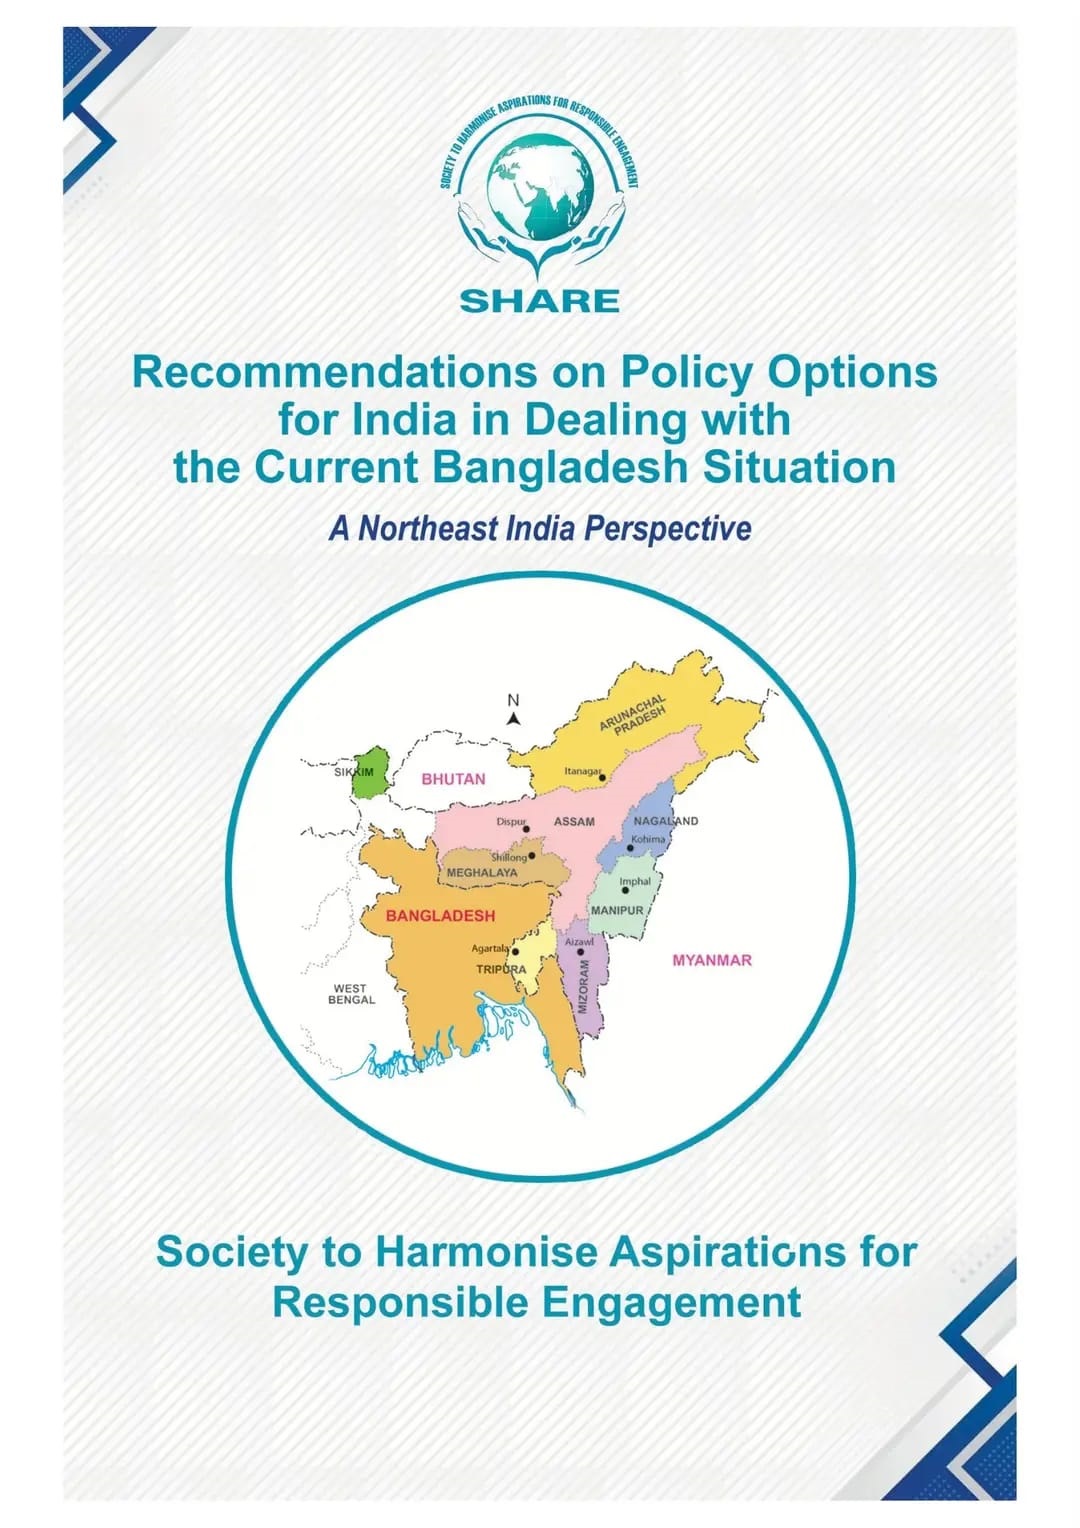 SOCIETY TO HARMONISE ASPIRATIONS FOR RESPONSIBLE ENGAGEMENT
SHARE
Recommendations on Policy Options
for India in Dealing with
the Current Bangladesh Situation
A Northeast India Perspective
N
ARUNACHAL
PRADESH
SIKKIM
BHUTAN
Itanagar
Dispur
ASSAM
NAGALAND
Kohima
Shillong
MEGHALAYA
Imphal
BANGLADESH
MANIPUR
Agartala
Aizawl
TRIPURA
MIZORAM
MYANMAR
WEST
BENGAL
Society to Harmonise Aspirations for
Responsible Engagement